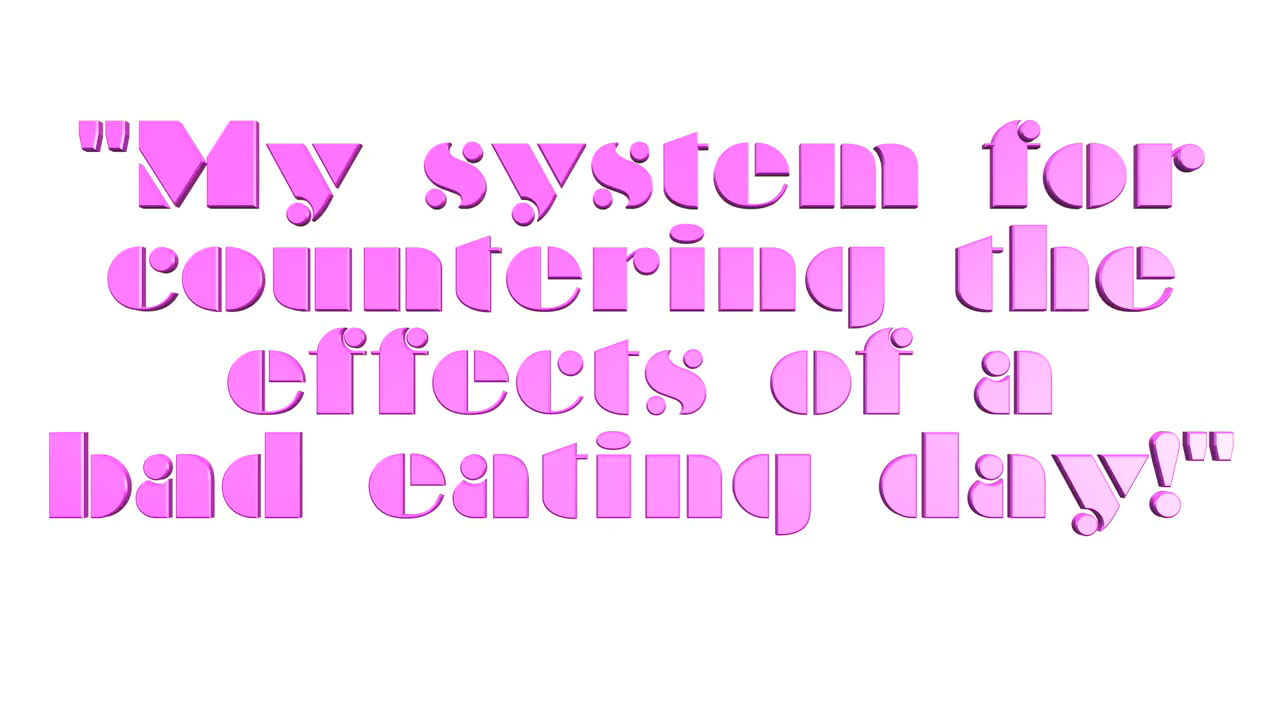 "My system for
countering the
effects of a
bad eating day!"